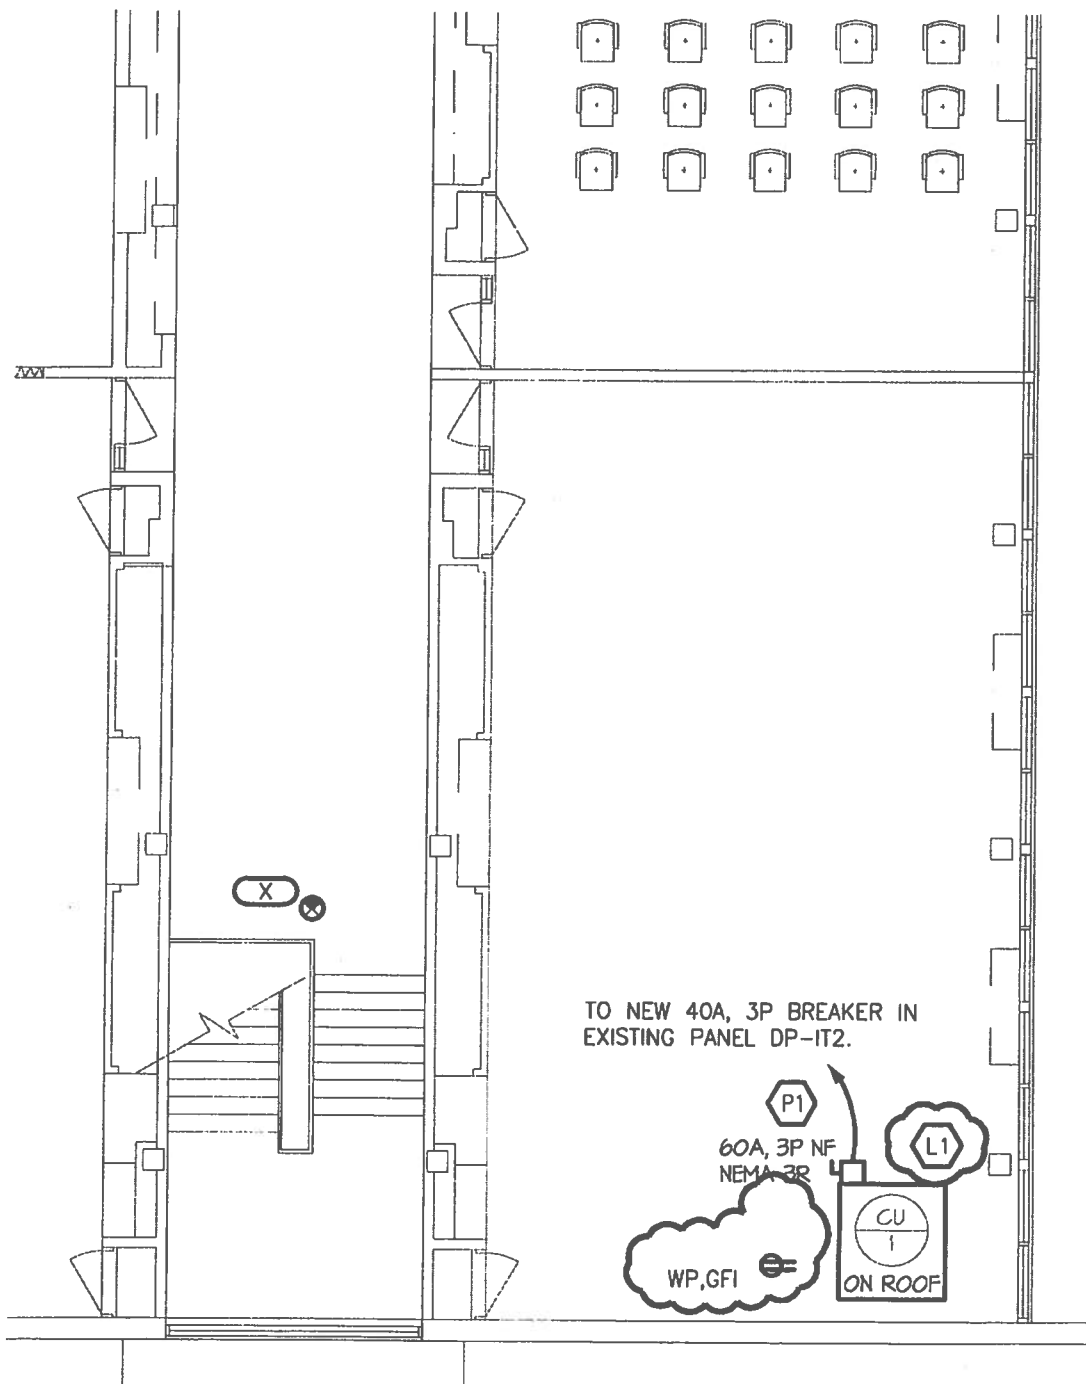 X
TO NEW 40A, 3P BREAKER IN
EXISTING PANEL DP-IT2.
P1
60A, 3P NF
NEMA 3R
L1
CU
1
WP,GFI
ON ROOF